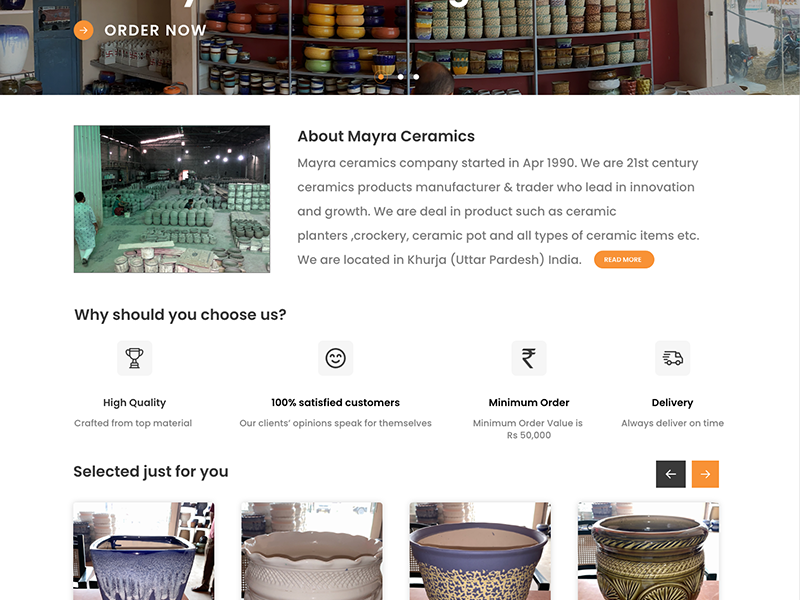 ORDER NOW
About Mayra Ceramics
Mayra ceramics company started in Apr 1990. We are 21st century
ceramics products manufacturer & trader who lead in innovation
and growth. We are deal in product such as ceramic
planters ,crockery, ceramic pot and all types of ceramic items etc.
We are located in Khurja (Uttar Pardesh) India.
READ MORE
Why should you choose us?
High Quality
Crafted from top material
100% satisfied customers
Our clients’ opinions speak for themselves
Minimum Order
Minimum Order Value is
Rs 50,000
Delivery
Always deliver on time
Selected just for you